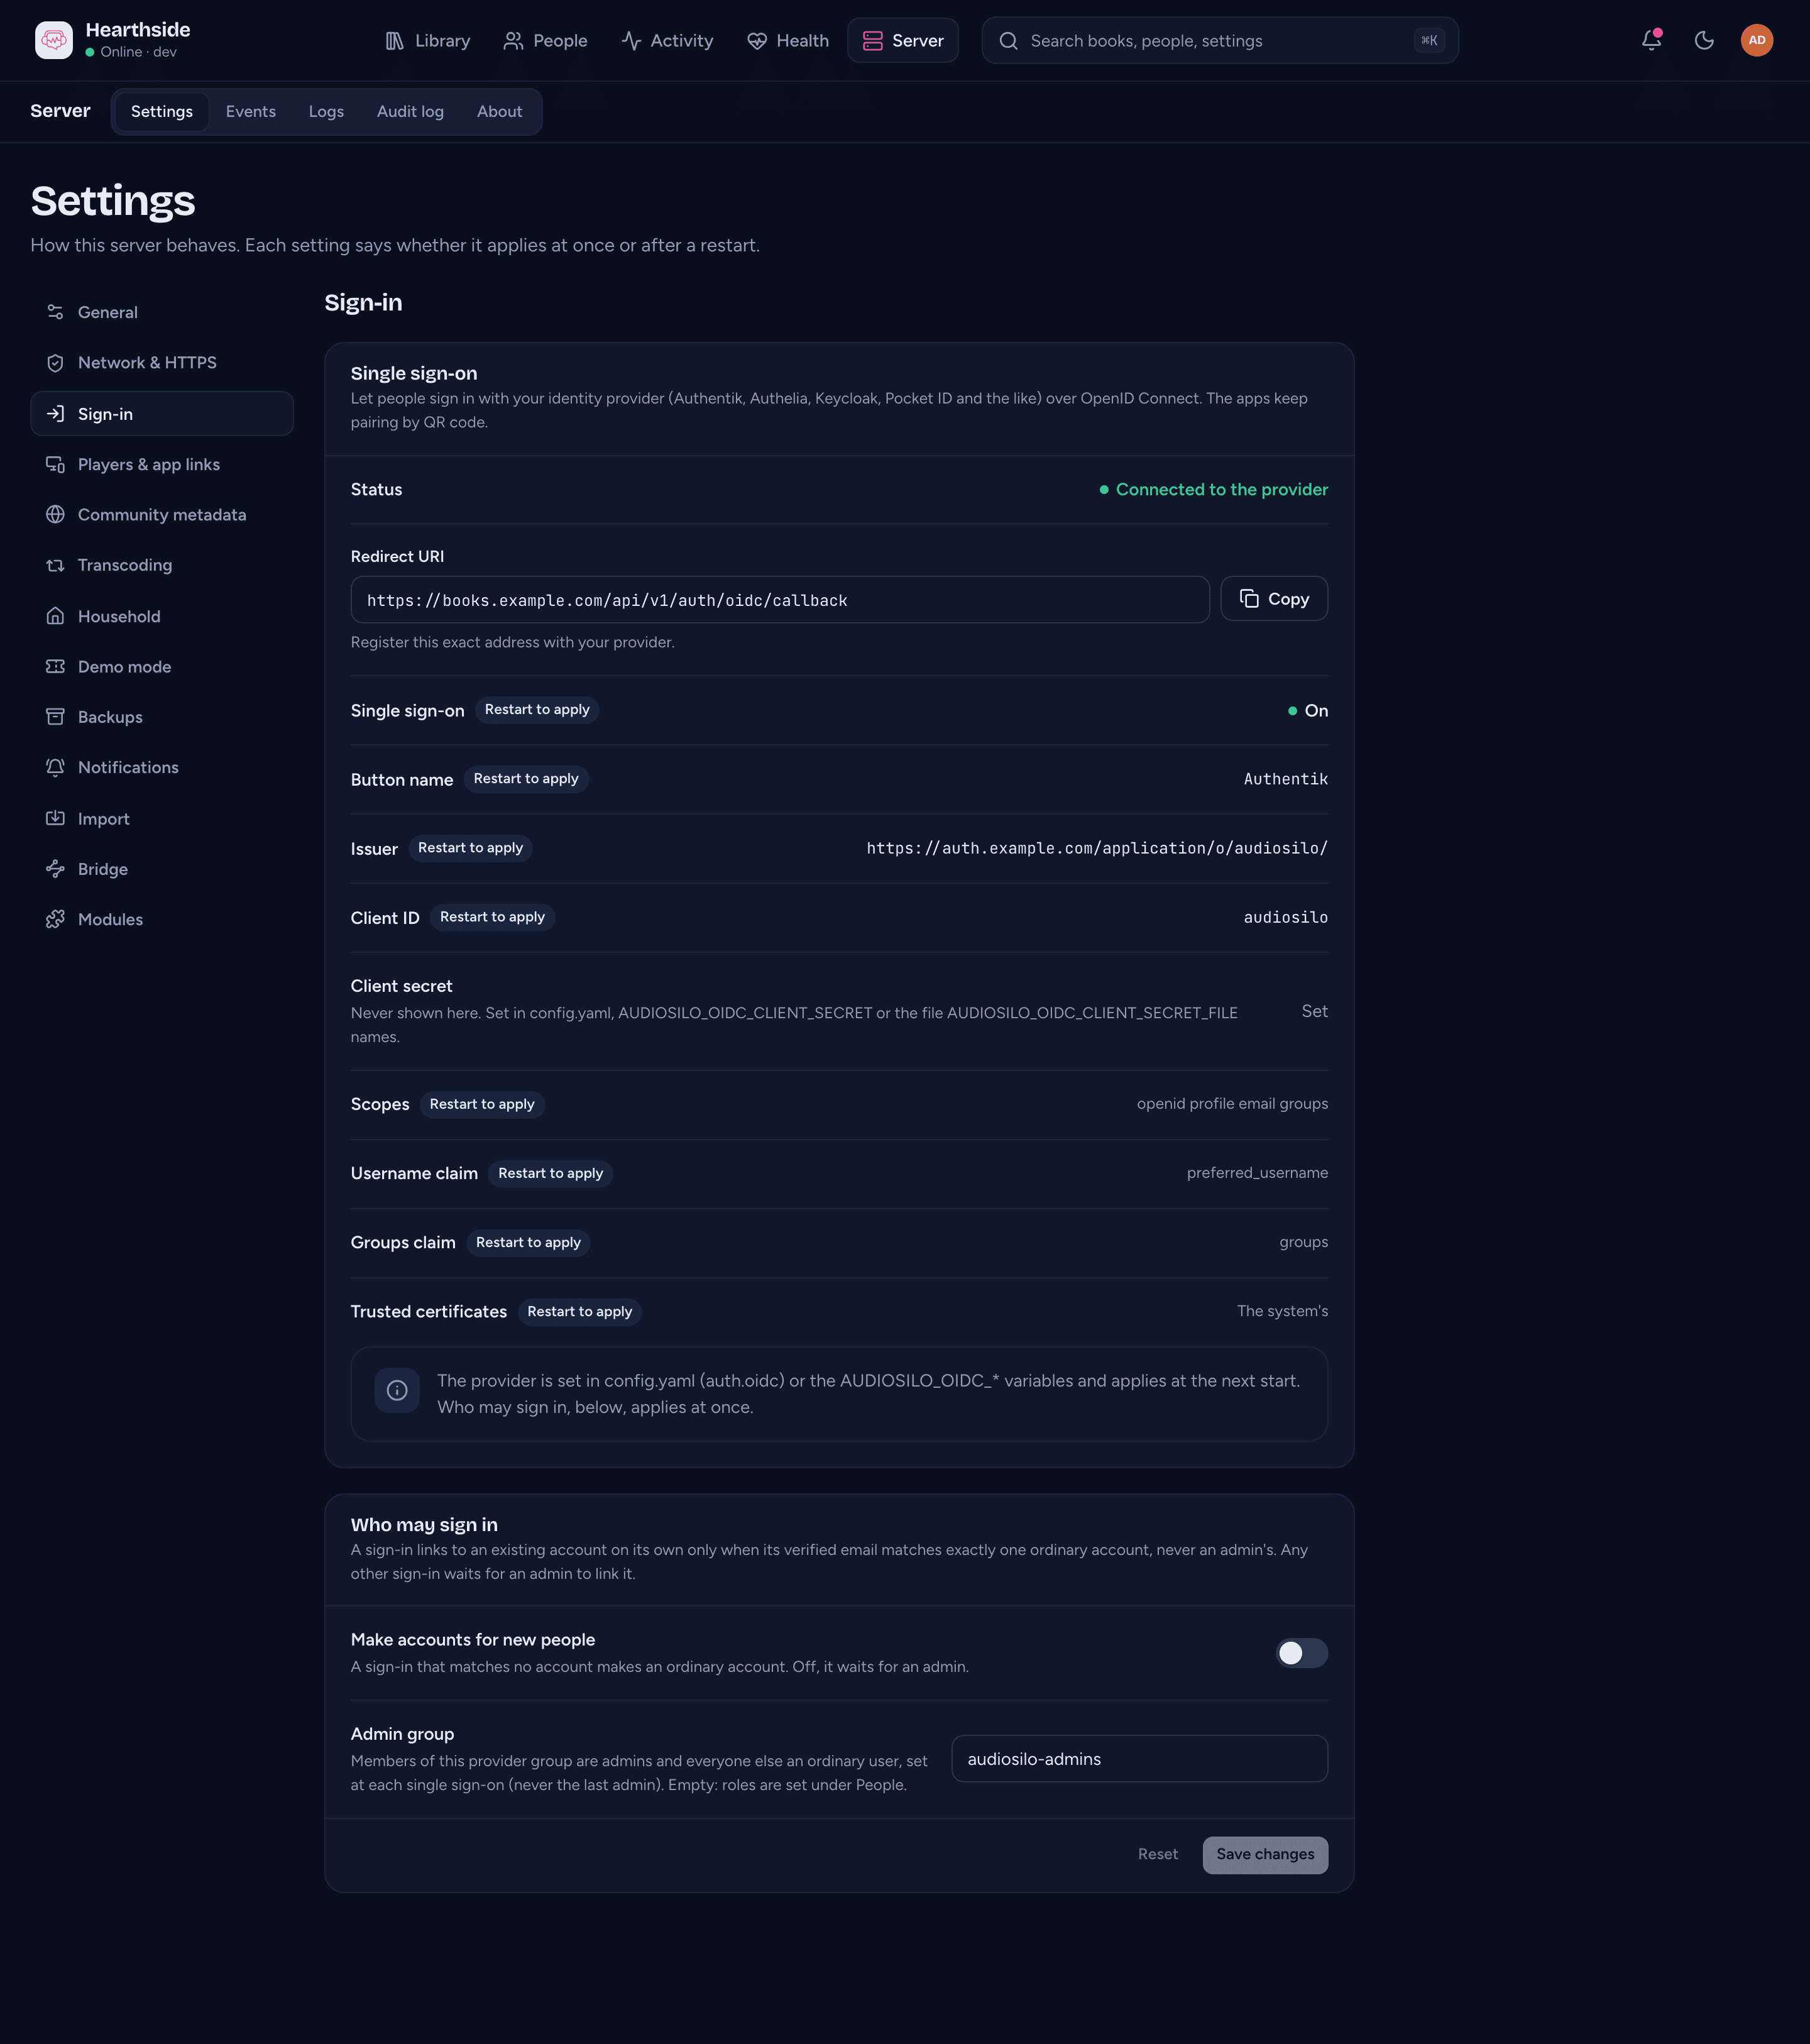 Hearthside
Online · dev
Library
People
Activity
Health
Server
Search books, people, settings
⌘K
AD
Server
Settings
Events
Logs
Audit log
About
Settings
How this server behaves. Each setting says whether it applies at once or after a restart.
General
Network & HTTPS
Sign-in
Players & app links
Community metadata
Transcoding
Household
Demo mode
Backups
Notifications
Import
Bridge
Modules
Sign-in
Single sign-on
Let people sign in with your identity provider (Authentik, Authelia, Keycloak, Pocket ID and the like) over OpenID Connect. The apps keep
pairing by QR code.
Status
Connected to the provider
Redirect URI
https://books.example.com/api/v1/auth/oidc/callback
Copy
Register this exact address with your provider.
Single sign-on
Restart to apply
On
Button name
Restart to apply
Authentik
Issuer
Restart to apply
https://auth.example.com/application/o/audiosilo/
Client ID
Restart to apply
audiosilo
Client secret
Never shown here. Set in config.yaml, AUDIOSILO_OIDC_CLIENT_SECRET or the file AUDIOSILO_OIDC_CLIENT_SECRET_FILE
names.
Set
Scopes
Restart to apply
openid profile email groups
Username claim
Restart to apply
preferred_username
Groups claim
Restart to apply
groups
Trusted certificates
Restart to apply
The system's
The provider is set in config.yaml (auth.oidc) or the AUDIOSILO_OIDC_* variables and applies at the next start.
Who may sign in, below, applies at once.
Who may sign in
A sign-in links to an existing account on its own only when its verified email matches exactly one ordinary account, never an admin's. Any
other sign-in waits for an admin to link it.
Make accounts for new people
A sign-in that matches no account makes an ordinary account. Off, it waits for an admin.
Admin group
Members of this provider group are admins and everyone else an ordinary user, set
at each single sign-on (never the last admin). Empty: roles are set under People.
audiosilo-admins
Reset
Save changes